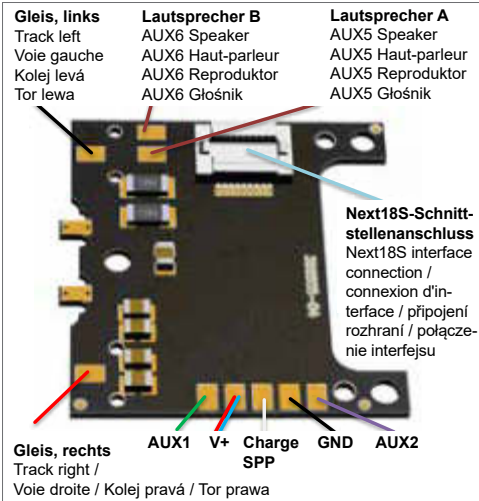 Gleis, links
Track left
Voie gauche
Kolej levá
Tor lewa
Lautsprecher B
AUX6 Speaker
AUX6 Haut-parleur
AUX6 Reproduktor
AUX6 Głośnik
Lautsprecher A
AUX5 Speaker
AUX5 Haut-parleur
AUX5 Reproduktor
AUX5 Głośnik
Next18S-Schnitt-
stellenanschluss
Next18S interface
connection /
connexion d'in-
terface / připojení
rozhraní / połącze-
nie interfejsu
AUX1
V+
Charge
SPP
GND
AUX2
Gleis, rechts
Track right /
Voie droite / Kolej pravá / Tor prawa